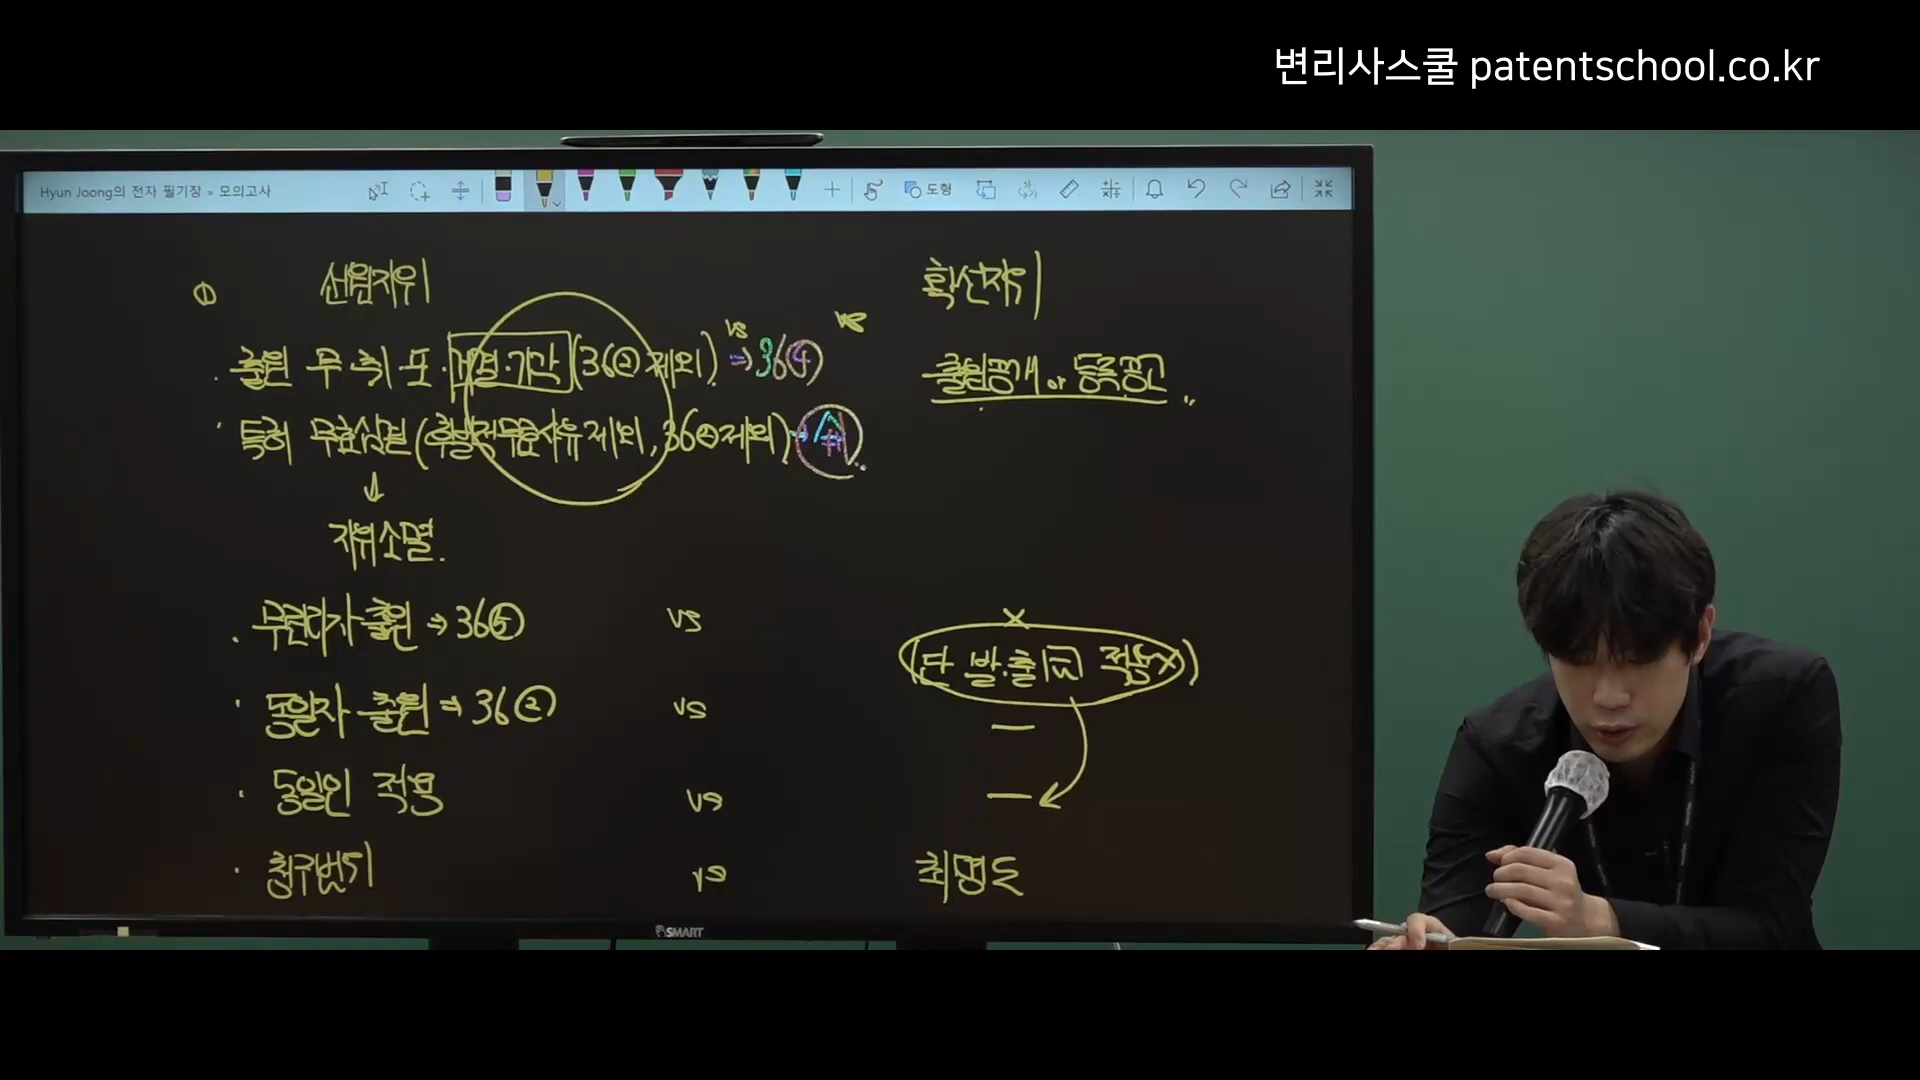 변리사스쿨 patentschool.co.kr
Hyun Joong의 전자 필기장 » 모의고사
도형
① 선원지위 vs 확선지위
· 출원 무·취·포·거절·기각 (36② 제외) vs ⇒ 36④ 출원공개 or 등록공고
· 특허 무효심결 (후발적무효사유 제외, 36② 제외)
↓
지위소멸.
· 무권리자 출원 ⇒ 36⑤ vs X (단 발·출 적용X)
· 동일자 출원 ⇒ 36② vs —
· 동일인 적용 vs —
· 청구범위 vs 최명도
SMART